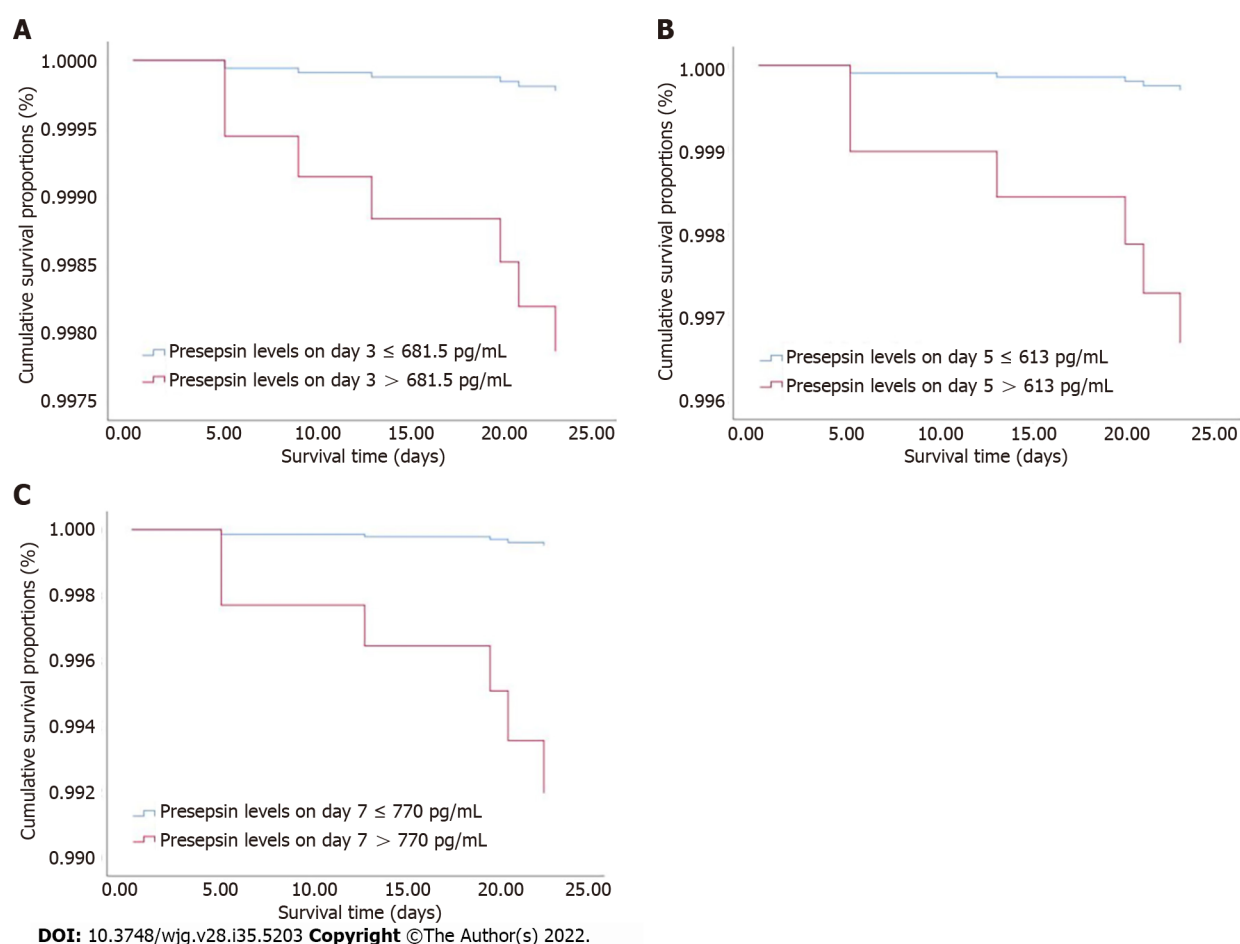 A
Cumulative survival proportions (%)
1.0000
0.9995
0.9990
0.9985
0.9980
0.9975
Presepsin levels on day 3 ≤ 681.5 pg/mL
Presepsin levels on day 3 > 681.5 pg/mL
0.00 5.00 10.00 15.00 20.00 25.00
Survival time (days)
B
Cumulative survival proportions (%)
1.000
0.999
0.998
0.997
0.996
Presepsin levels on day 5 ≤ 613 pg/mL
Presepsin levels on day 5 > 613 pg/mL
0.00 5.00 10.00 15.00 20.00 25.00
Survival time (days)
C
Cumulative survival proportions (%)
1.000
0.998
0.996
0.994
0.992
0.990
Presepsin levels on day 7 ≤ 770 pg/mL
Presepsin levels on day 7 > 770 pg/mL
0.00 5.00 10.00 15.00 20.00 25.00
Survival time (days)
DOI: 10.3748/wjg.v28.i35.5203 Copyright ©The Author(s) 2022.